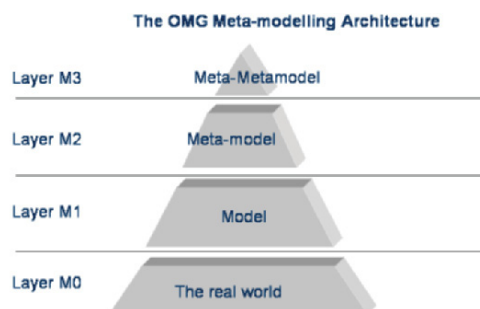 The OMG Meta-modelling Architecture
Layer M3 Meta-Metamodel
Layer M2 Meta-model
Layer M1 Model
Layer M0 The real world